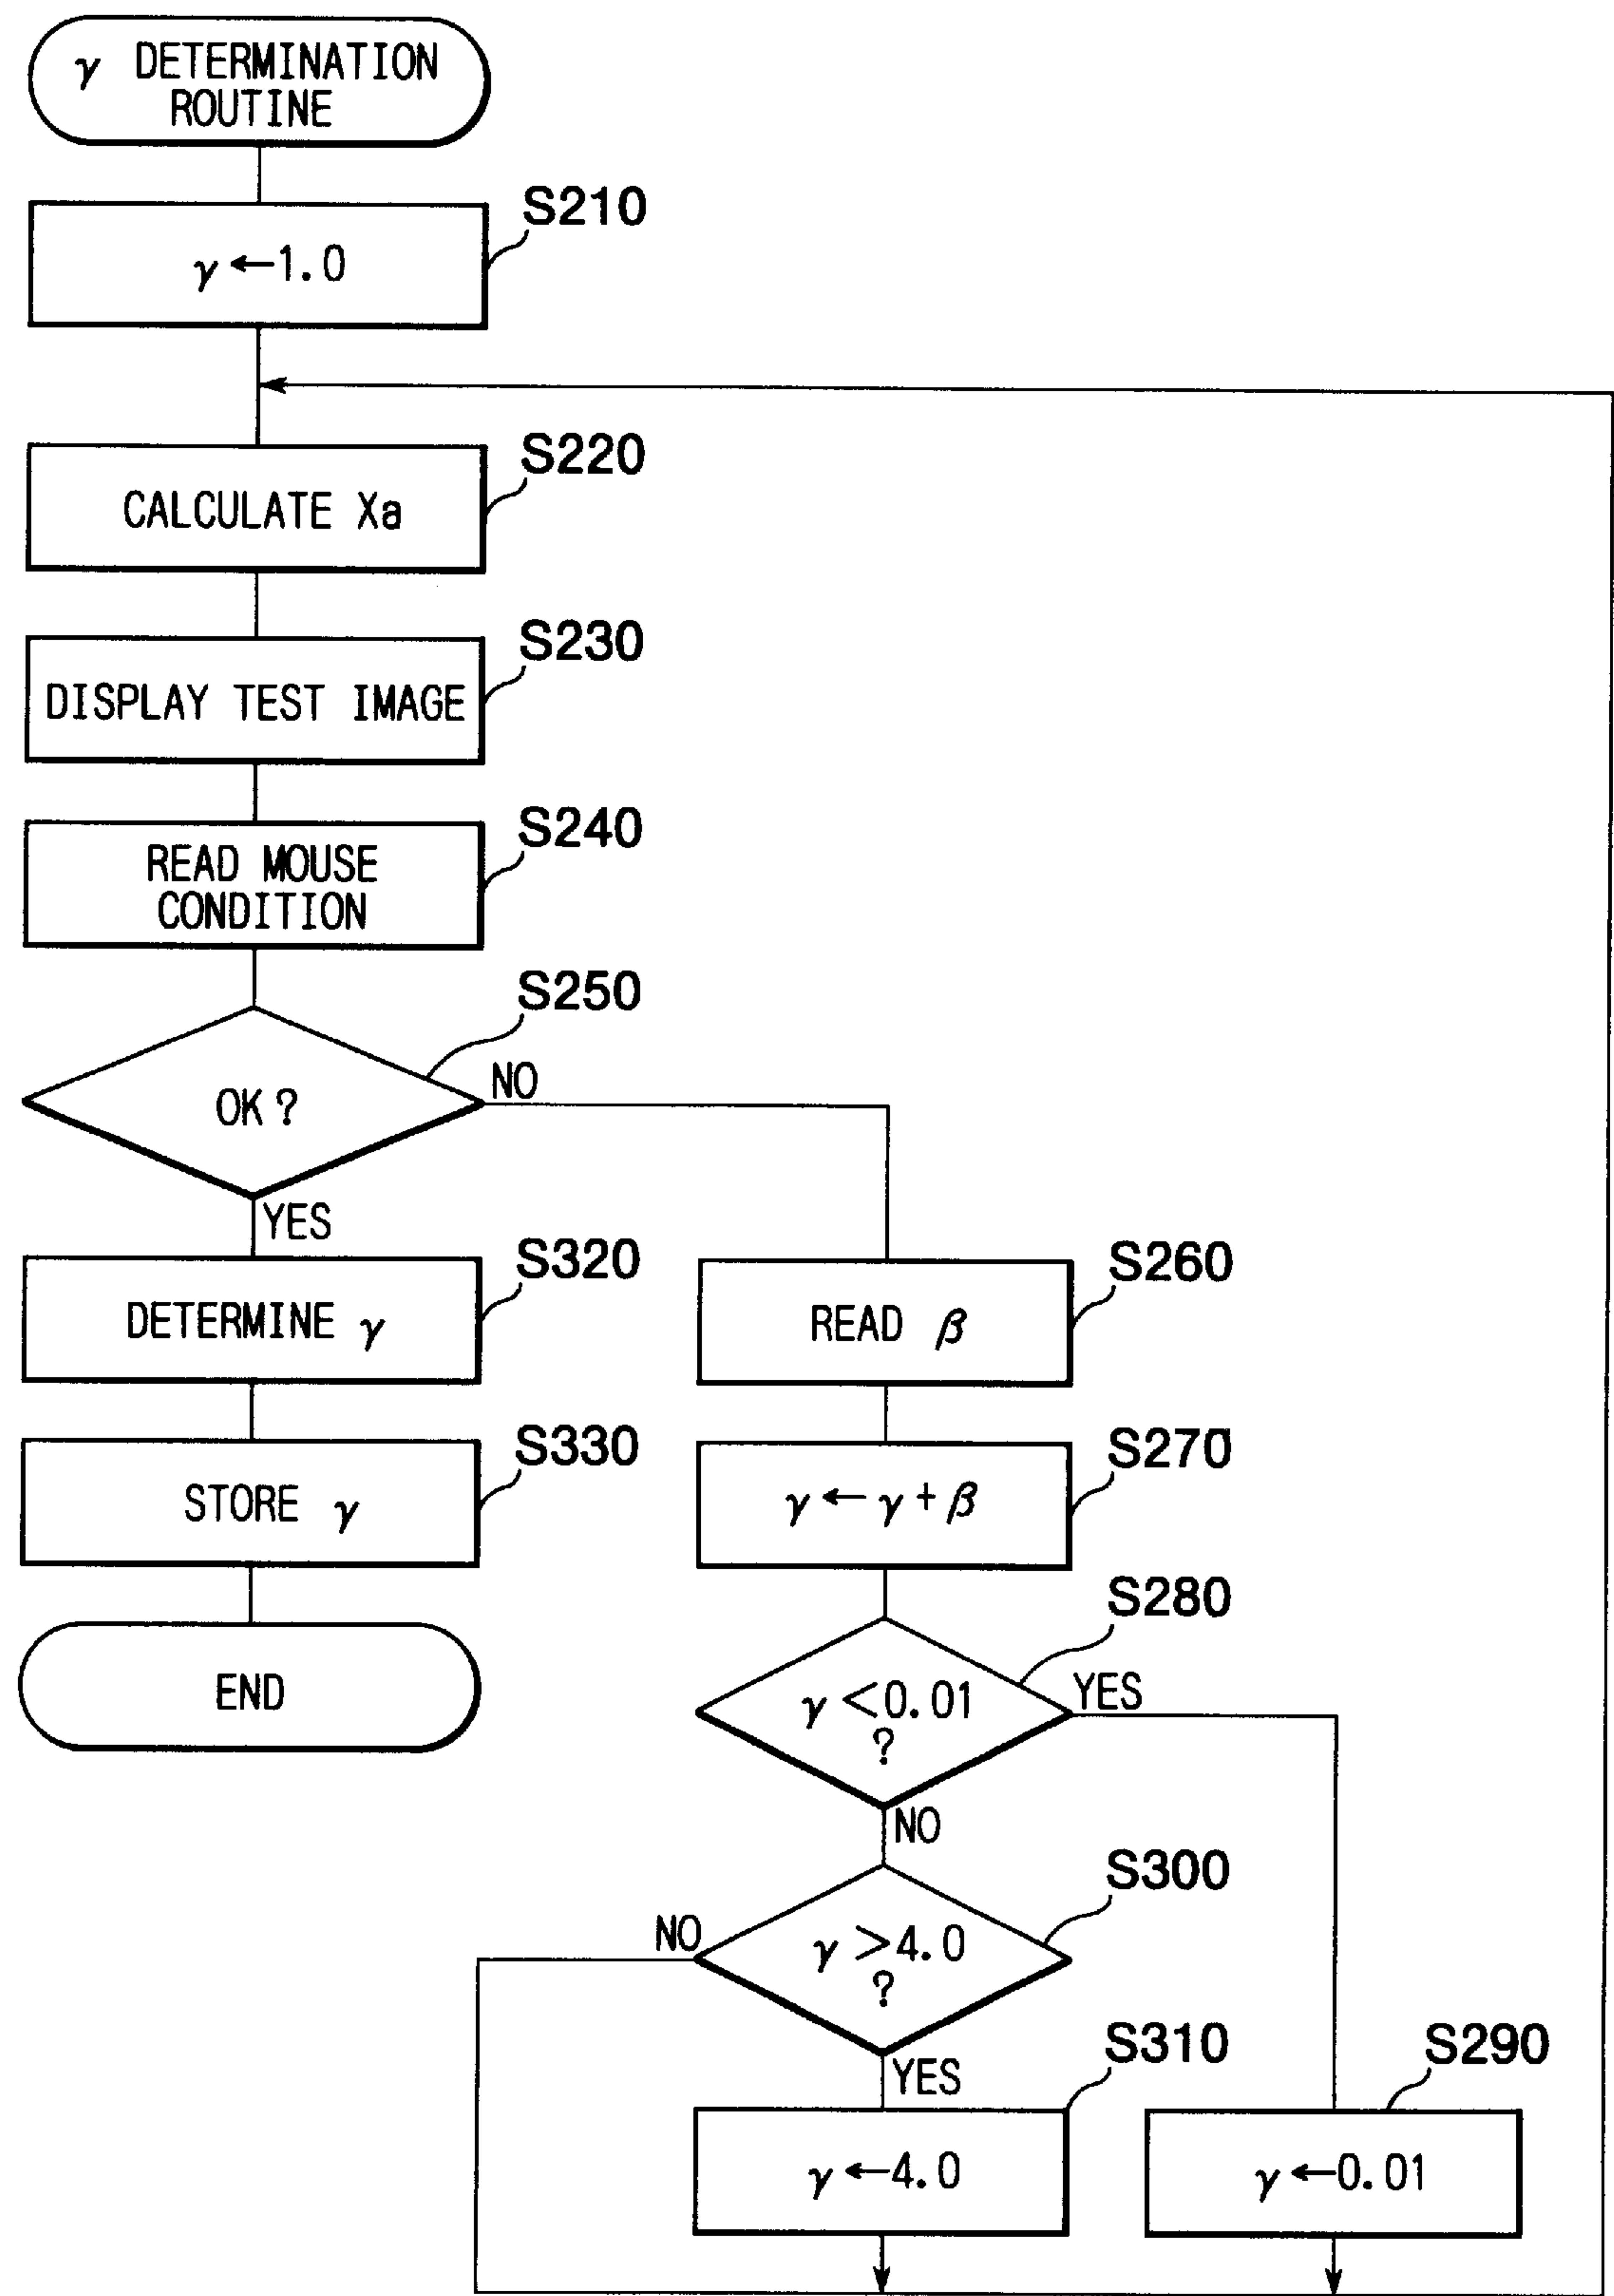 γ DETERMINATION
ROUTINE
S210
γ←1.0
S220
CALCULATE Xa
S230
DISPLAY TEST IMAGE
S240
READ MOUSE
CONDITION
S250
OK?
NO
YES
S320
DETERMINE γ
S330
STORE γ
END
S260
READ β
S270
γ←γ+β
S280
γ<0.01
?
YES
NO
S300
γ>4.0
?
NO
YES
S310
γ←4.0
S290
γ←0.01